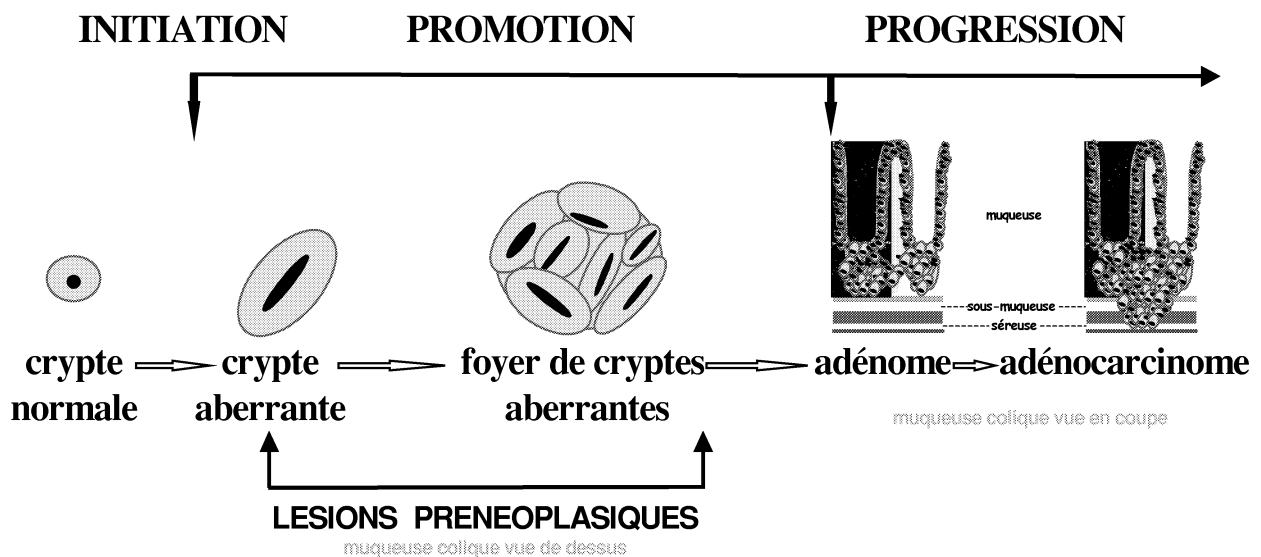 INITIATION PROMOTION PROGRESSION
muqueuse
sous-muqueuse
séreuse
crypte crypte foyer de cryptes adénome adénocarcinome
normale aberrante aberrantes
muqueuse colique vue en coupe
LESIONS PRENEOPLASIQUES
muqueuse colique vue de dessus